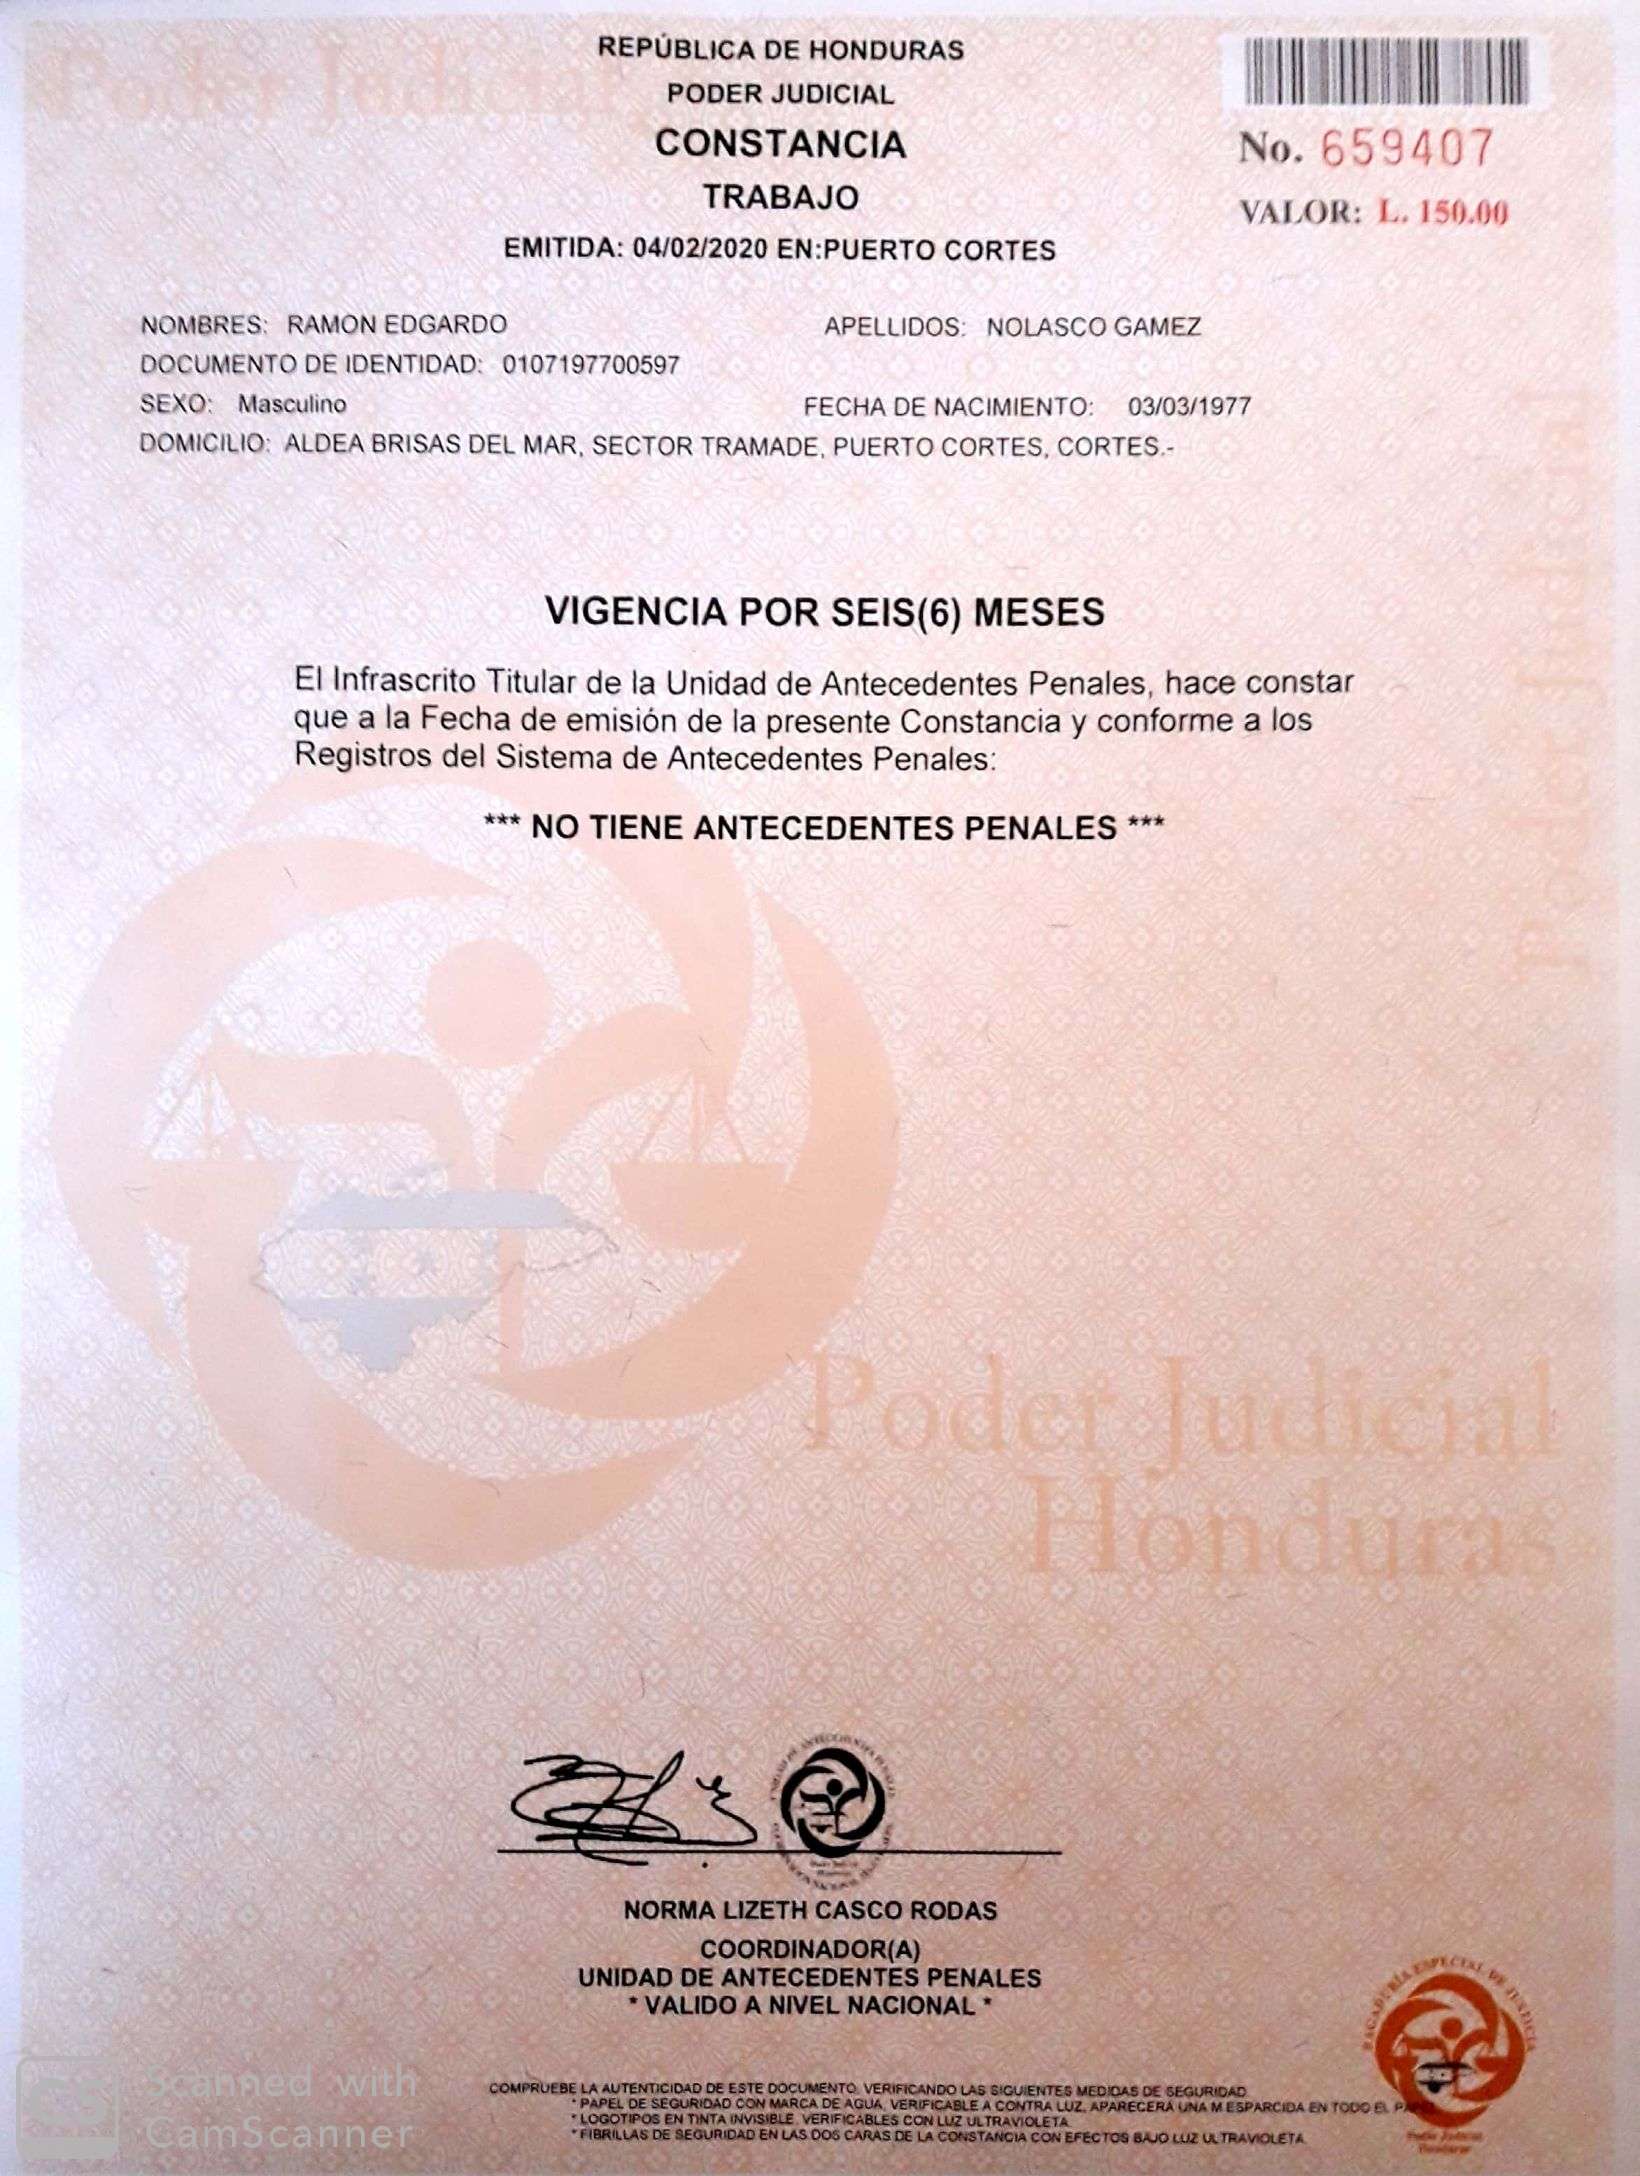 REPÚBLICA DE HONDURAS
PODER JUDICIAL
CONSTANCIA
TRABAJO
EMITIDA: 04/02/2020 EN:PUERTO CORTES
No. 659407
VALOR: L. 150.00
NOMBRES: RAMON EDGARDO APELLIDOS: NOLASCO GAMEZ
DOCUMENTO DE IDENTIDAD: 0107197700597
SEXO: Masculino FECHA DE NACIMIENTO: 03/03/1977
DOMICILIO: ALDEA BRISAS DEL MAR, SECTOR TRAMADE, PUERTO CORTES, CORTES.-
VIGENCIA POR SEIS(6) MESES
El Infrascrito Titular de la Unidad de Antecedentes Penales, hace constar
que a la Fecha de emisión de la presente Constancia y conforme a los
Registros del Sistema de Antecedentes Penales:
*** NO TIENE ANTECEDENTES PENALES ***
Poder Judicial
Honduras
NORMA LIZETH CASCO RODAS
COORDINADOR(A)
UNIDAD DE ANTECEDENTES PENALES
* VALIDO A NIVEL NACIONAL *
PAGADURÍA ESPECIAL DE JUSTICIA
Poder Judicial
Honduras
COMPRUEBE LA AUTENTICIDAD DE ESTE DOCUMENTO, VERIFICANDO LAS SIGUIENTES MEDIDAS DE SEGURIDAD
* PAPEL DE SEGURIDAD CON MARCA DE AGUA, VERIFICABLE A CONTRA LUZ, APARECERA UNA M ESPARCIDA EN TODO EL
* LOGOTIPOS EN TINTA INVISIBLE, VERIFICABLES CON LUZ ULTRAVIOLETA
* FIBRILLAS DE SEGURIDAD EN LAS DOS CARAS DE LA CONSTANCIA CON EFECTOS BAJO LUZ ULTRAVIOLETA
Scanned with
CamScanner